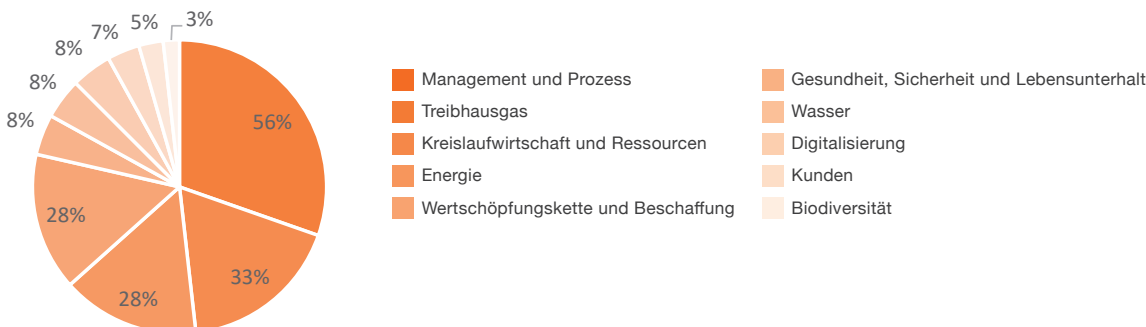 3%
5%
7%
8%
8%
8%
56%
28%
33%
28%
Management und Prozess
Treibhausgas
Kreislaufwirtschaft und Ressourcen
Energie
Wertschöpfungskette und Beschaffung
Gesundheit, Sicherheit und Lebensunterhalt
Wasser
Digitalisierung
Kunden
Biodiversität